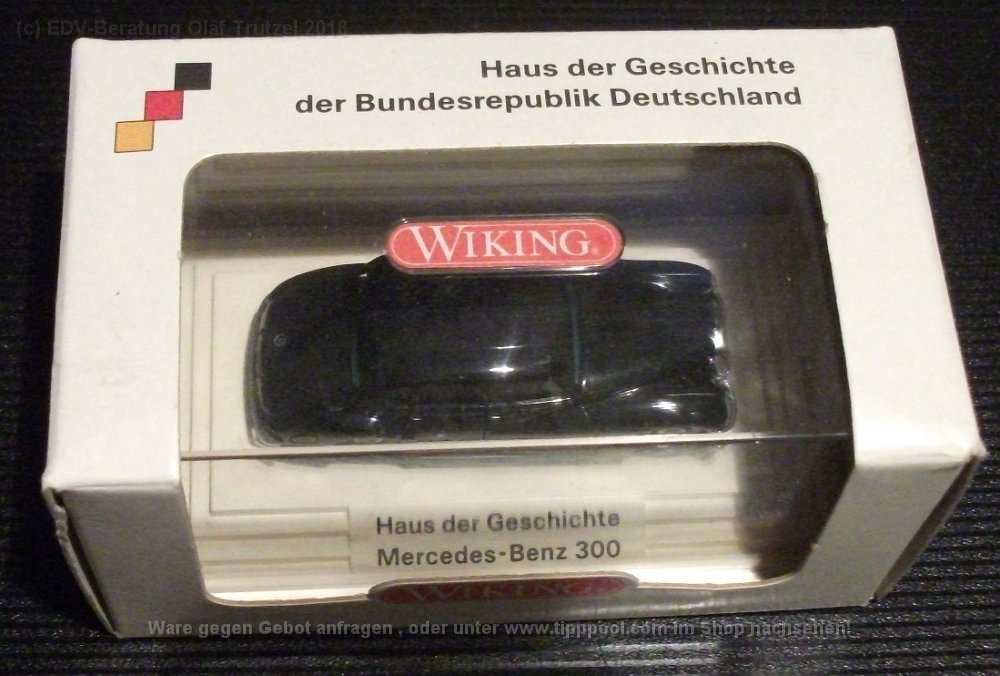 (c) EDV-Beratung Olaf Trutzel 2018
Haus der Geschichte
der Bundesrepublik Deutschland
WIKING®
Haus der Geschichte
Mercedes-Benz 300
WIKING
Ware gegen Gebot anfragen , oder unter www.tipppool.com im Shop nachsehen!